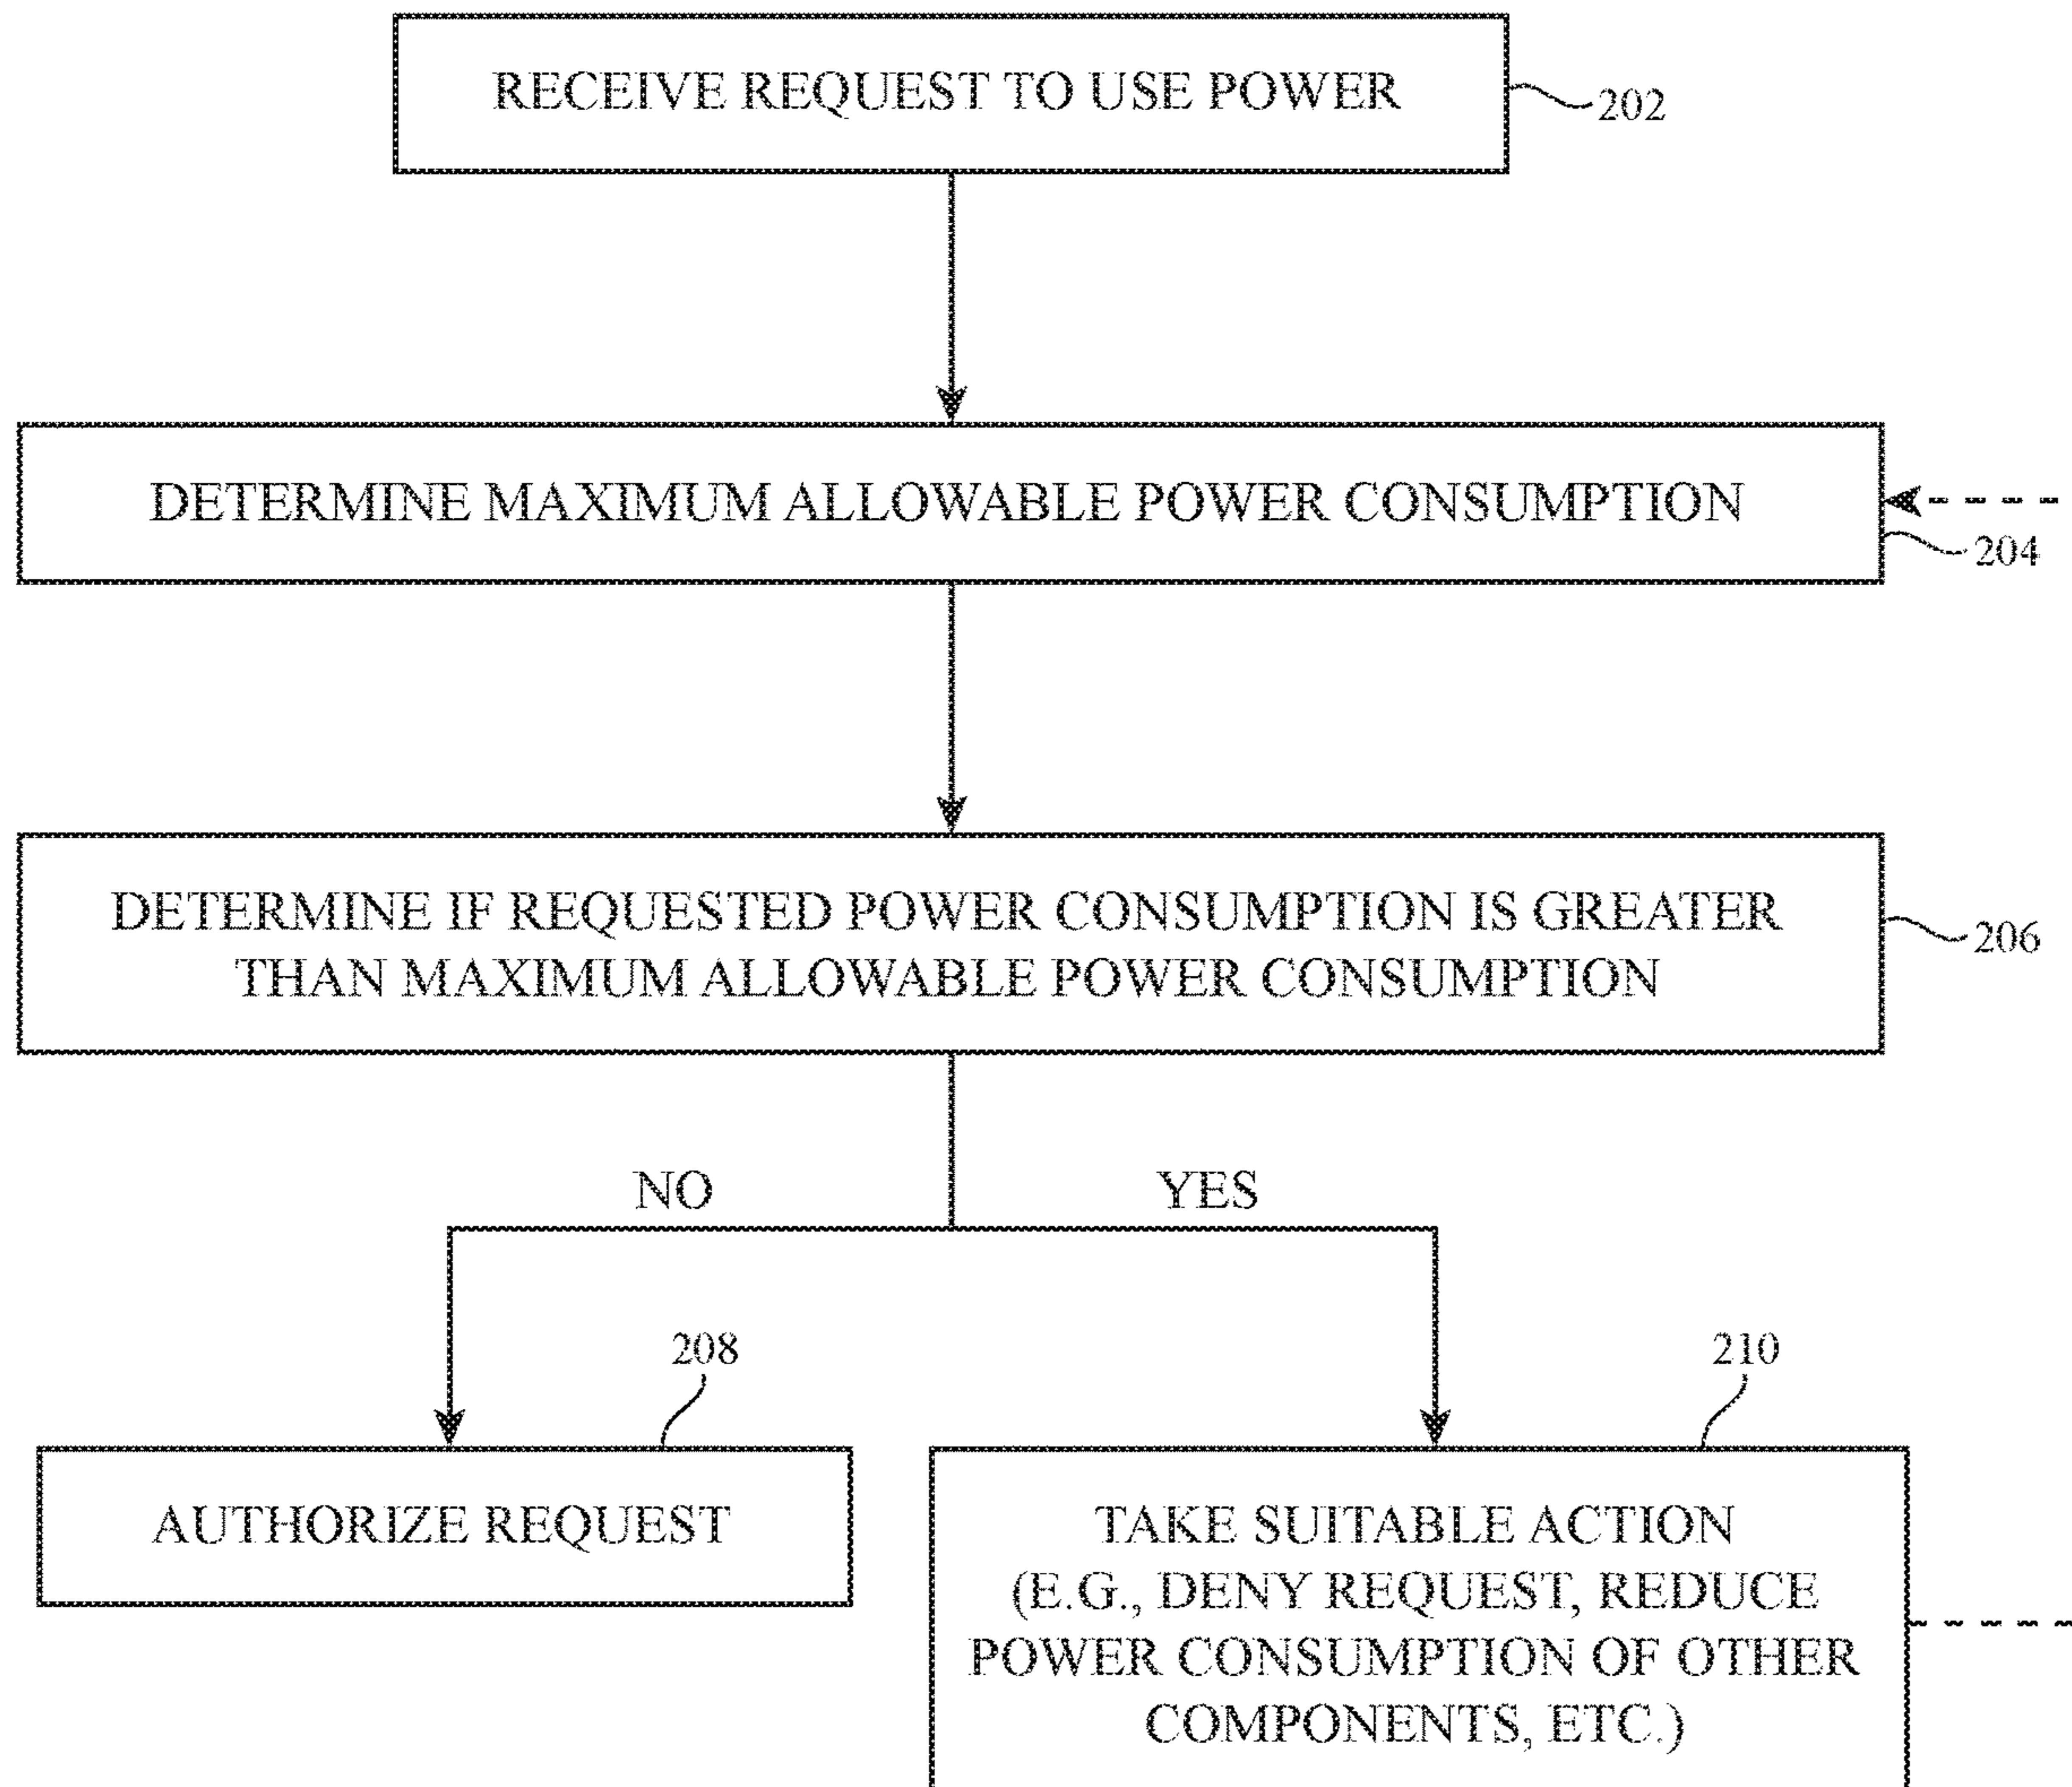 RECEIVE REQUEST TO USE POWER
202
DETERMINE MAXIMUM ALLOWABLE POWER CONSUMPTION
204
DETERMINE IF REQUESTED POWER CONSUMPTION IS GREATER
THAN MAXIMUM ALLOWABLE POWER CONSUMPTION
206
NO
YES
208
210
AUTHORIZE REQUEST
TAKE SUITABLE ACTION
(E.G., DENY REQUEST, REDUCE
POWER CONSUMPTION OF OTHER
COMPONENTS, ETC.)